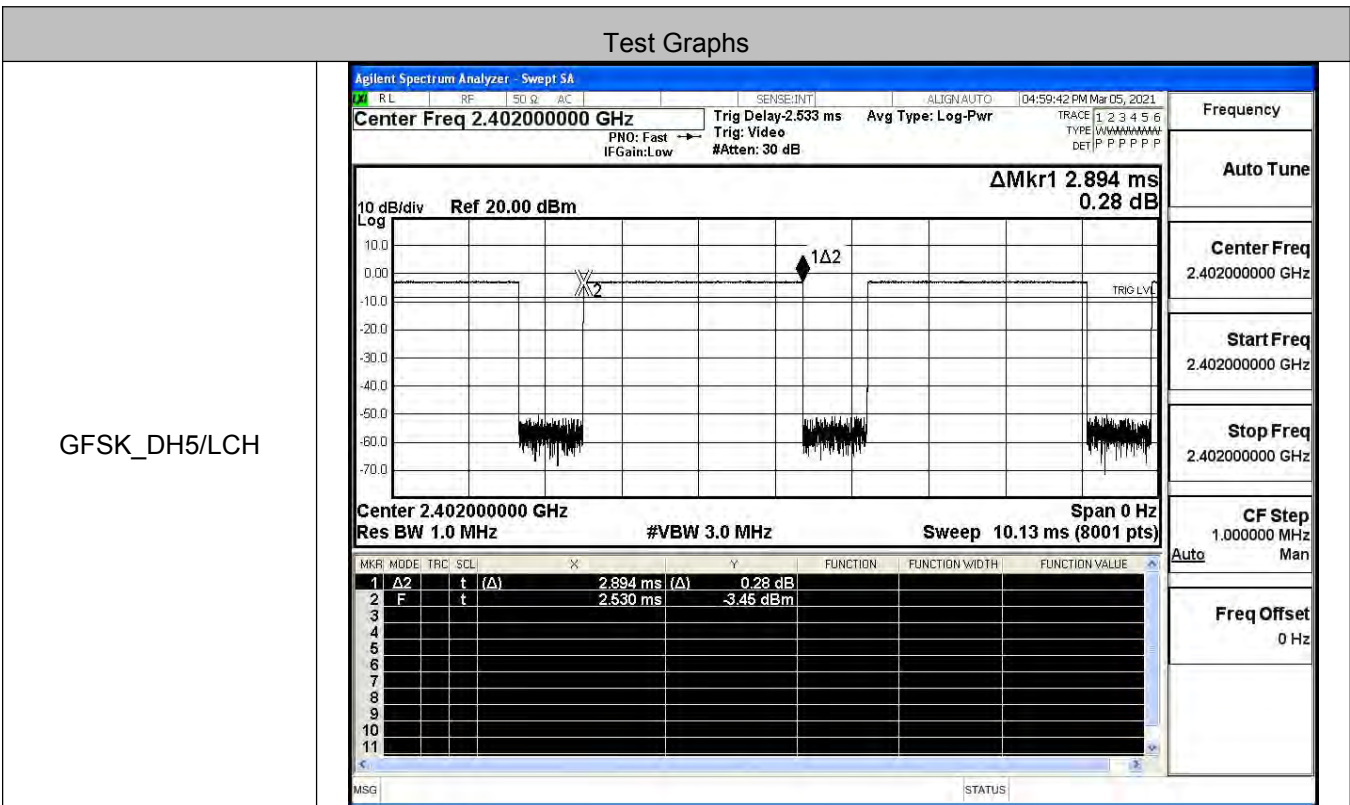 Test Graphs
GFSK_DH5/LCH
Agilent Spectrum Analyzer - Swept SA
LXI RL RF 50 Ω AC SENSE:INT ALIGN AUTO 04:59:42 PM Mar 05, 2021
Center Freq 2.402000000 GHz
PNO: Fast
IFGain:Low
Trig Delay-2.533 ms
Trig: Video
#Atten: 30 dB
Avg Type: Log-Pwr
TRACE 1 2 3 4 5 6
TYPE WWWWWW
DET P P P P P P
ΔMkr1 2.894 ms
0.28 dB
10 dB/div Ref 20.00 dBm
Log
10.0
0.00
-10.0
-20.0
-30.0
-40.0
-50.0
-60.0
-70.0
1Δ2
2
TRIG LVL
Center 2.402000000 GHz Span 0 Hz
Res BW 1.0 MHz #VBW 3.0 MHz Sweep 10.13 ms (8001 pts)
MKR MODE TRC SCL X Y FUNCTION FUNCTION WIDTH FUNCTION VALUE
1 Δ2 t (Δ) 2.894 ms (Δ) 0.28 dB
2 F t 2.530 ms -3.45 dBm
3
4
5
6
7
8
9
10
11
MSG STATUS
Frequency
Auto Tune
Center Freq
2.402000000 GHz
Start Freq
2.402000000 GHz
Stop Freq
2.402000000 GHz
CF Step
1.000000 MHz
Auto Man
Freq Offset
0 Hz